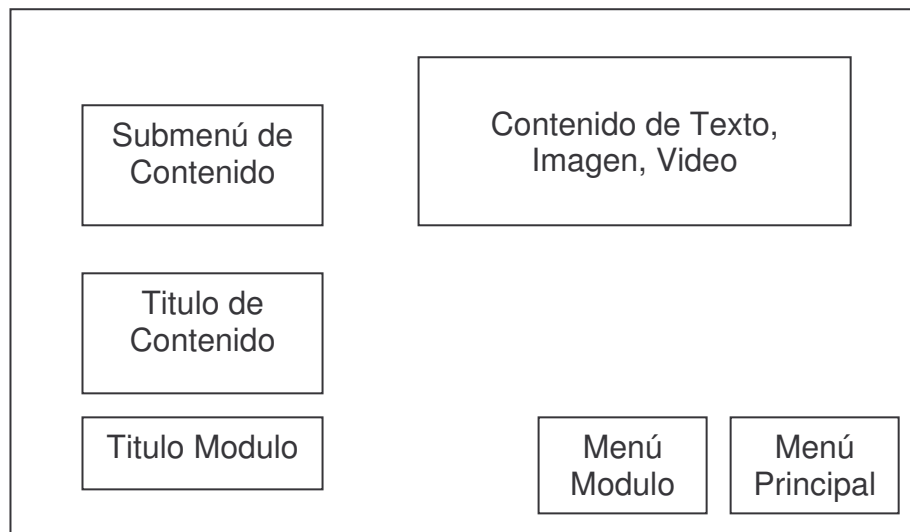 Submenú de
Contenido
Contenido de Texto,
Imagen, Video
Titulo de
Contenido
Titulo Modulo
Menú
Modulo
Menú
Principal